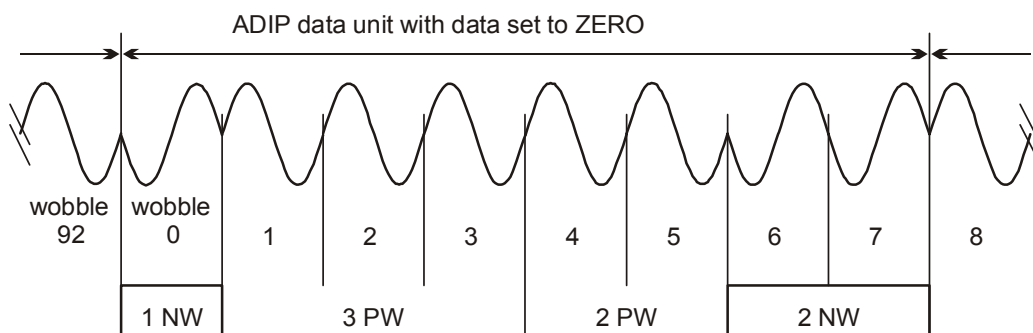 ADIP data unit with data set to ZERO
wobble wobble
92 0 1 2 3 4 5 6 7 8
1 NW 3 PW 2 PW 2 NW